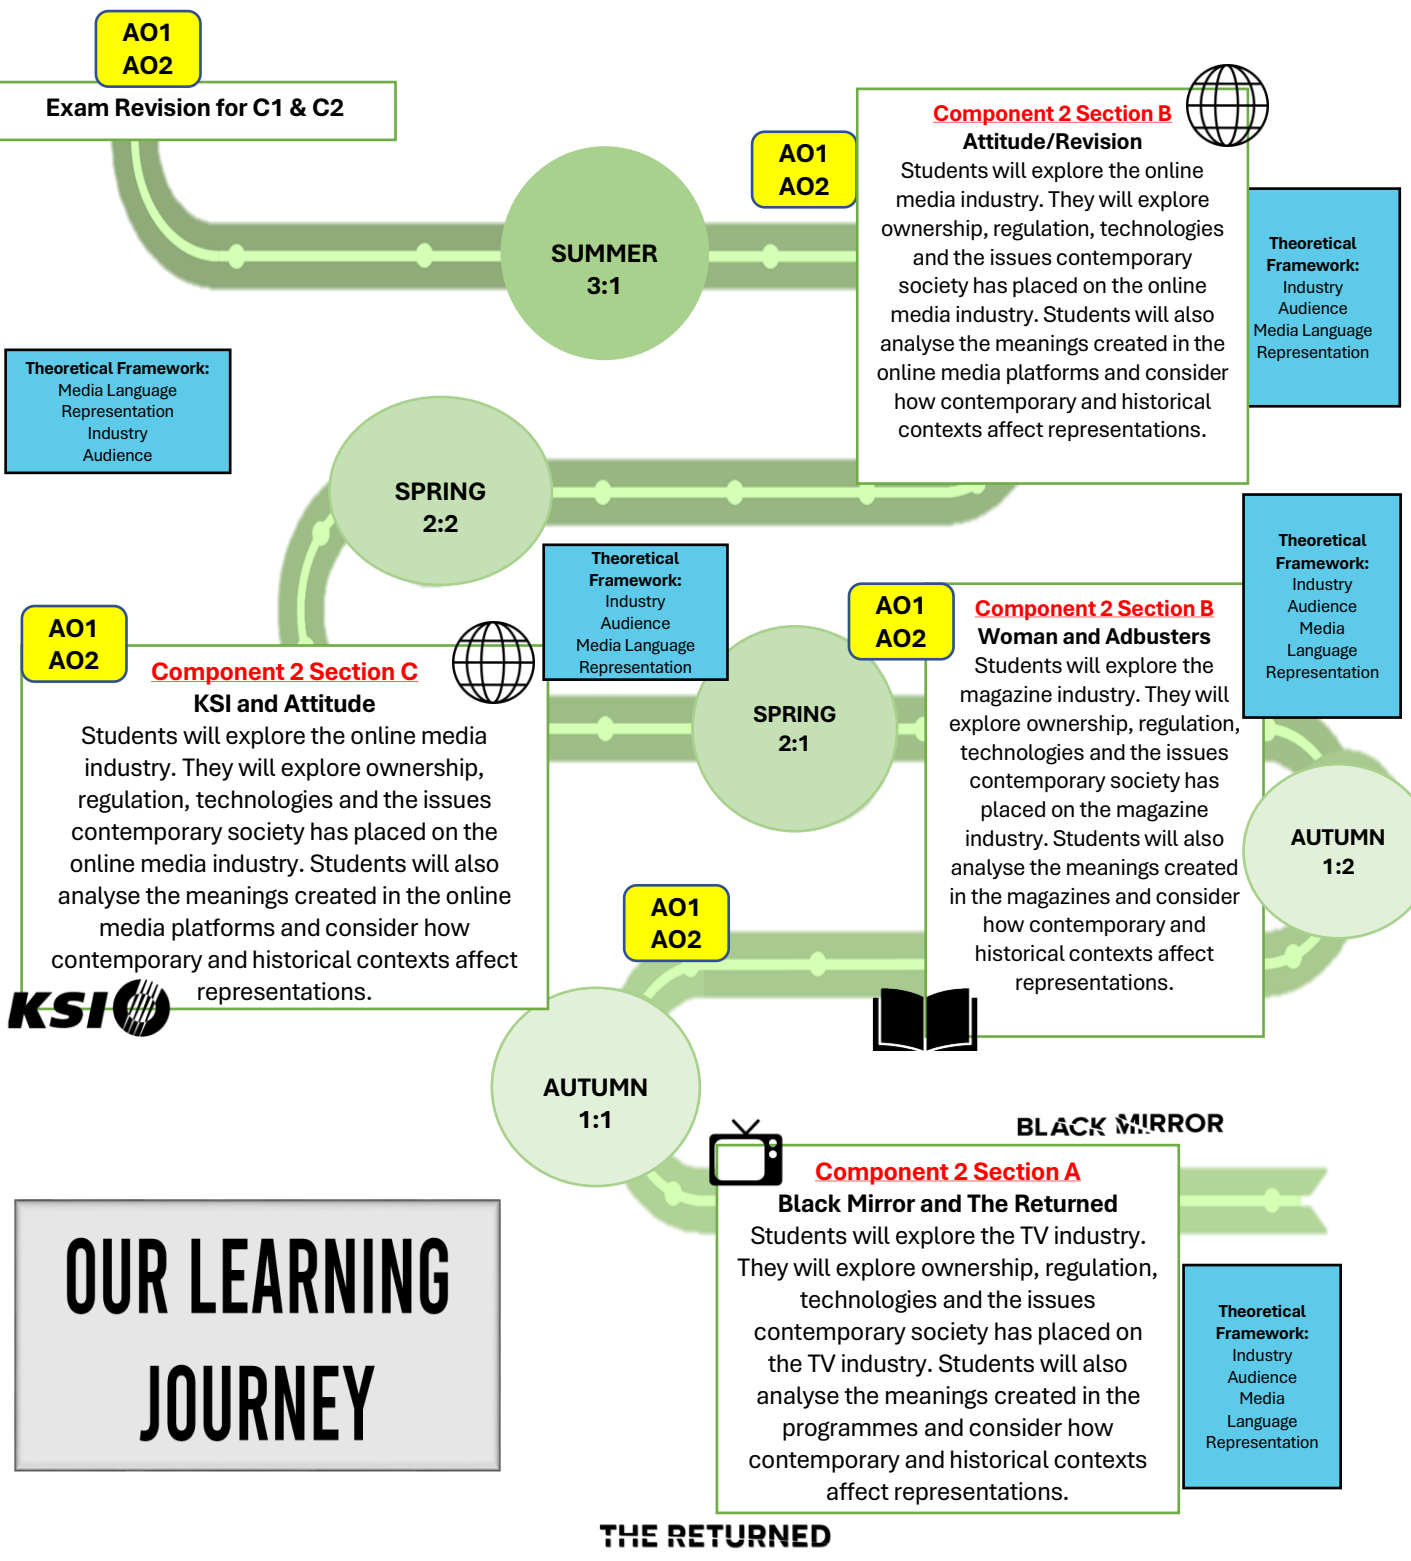 AO1
AO2
Exam Revision for C1 & C2
Component 2 Section B
Attitude/Revision
Students will explore the online
media industry. They will explore
ownership, regulation, technologies
and the issues contemporary
society has placed on the online
media industry. Students will also
analyse the meanings created in the
online media platforms and consider
how contemporary and historical
contexts affect representations.
AO1
AO2
Theoretical
Framework:
Industry
Audience
Media Language
Representation
SUMMER
3:1
Theoretical Framework:
Media Language
Representation
Industry
Audience
SPRING
2:2
Theoretical
Framework:
Industry
Audience
Media Language
Representation
AO1
AO2
Component 2 Section C
KSI and Attitude
Students will explore the online media
industry. They will explore ownership,
regulation, technologies and the issues
contemporary society has placed on the
online media industry. Students will also
analyse the meanings created in the online
media platforms and consider how
contemporary and historical contexts affect
representations.
KSI
SPRING
2:1
AO1
AO2
Component 2 Section B
Woman and Adbusters
Students will explore the
magazine industry. They will
explore ownership, regulation,
technologies and the issues
contemporary society has
placed on the magazine
industry. Students will also
analyse the meanings created
in the magazines and consider
how contemporary and
historical contexts affect
representations.
Theoretical
Framework:
Industry
Audience
Media
Language
Representation
AUTUMN
1:2
AO1
AO2
AUTUMN
1:1
BLACK MIRROR
Component 2 Section A
Black Mirror and The Returned
Students will explore the TV industry.
They will explore ownership, regulation,
technologies and the issues
contemporary society has placed on
the TV industry. Students will also
analyse the meanings created in the
programmes and consider how
contemporary and historical contexts
affect representations.
Theoretical
Framework:
Industry
Audience
Media
Language
Representation
OUR LEARNING
JOURNEY
THE RETURNED